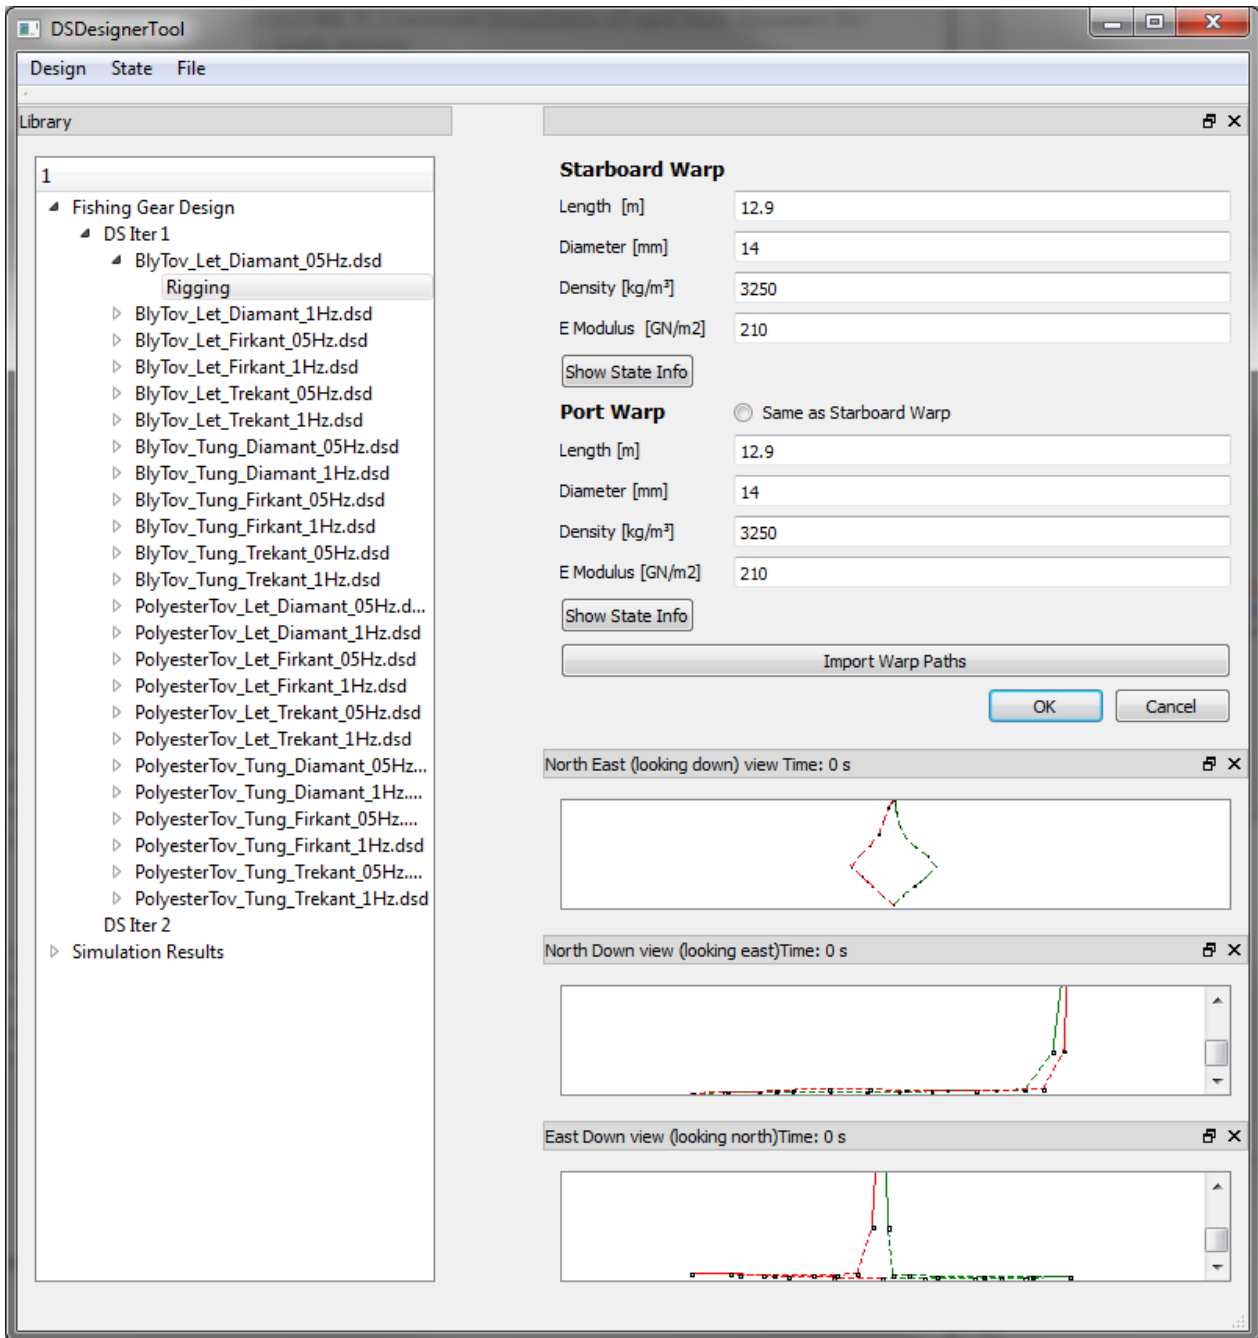 DSDesignerTool
Design State File
Library
1
Fishing Gear Design
DS Iter 1
BlyTov_Let_Diamant_05Hz.dsd
Rigging
BlyTov_Let_Diamant_1Hz.dsd
BlyTov_Let_Firkant_05Hz.dsd
BlyTov_Let_Firkant_1Hz.dsd
BlyTov_Let_Trekant_05Hz.dsd
BlyTov_Let_Trekant_1Hz.dsd
BlyTov_Tung_Diamant_05Hz.dsd
BlyTov_Tung_Diamant_1Hz.dsd
BlyTov_Tung_Firkant_05Hz.dsd
BlyTov_Tung_Firkant_1Hz.dsd
BlyTov_Tung_Trekant_05Hz.dsd
BlyTov_Tung_Trekant_1Hz.dsd
PolyesterTov_Let_Diamant_05Hz.d...
PolyesterTov_Let_Diamant_1Hz.dsd
PolyesterTov_Let_Firkant_05Hz.dsd
PolyesterTov_Let_Firkant_1Hz.dsd
PolyesterTov_Let_Trekant_05Hz.dsd
PolyesterTov_Let_Trekant_1Hz.dsd
PolyesterTov_Tung_Diamant_05Hz...
PolyesterTov_Tung_Diamant_1Hz....
PolyesterTov_Tung_Firkant_05Hz....
PolyesterTov_Tung_Firkant_1Hz.dsd
PolyesterTov_Tung_Trekant_05Hz....
PolyesterTov_Tung_Trekant_1Hz.dsd
DS Iter 2
Simulation Results
Starboard Warp
Length [m] 12.9
Diameter [mm] 14
Density [kg/m³] 3250
E Modulus [GN/m2] 210
Show State Info
Port Warp Same as Starboard Warp
Length [m] 12.9
Diameter [mm] 14
Density [kg/m³] 3250
E Modulus [GN/m2] 210
Show State Info
Import Warp Paths
OK Cancel
North East (looking down) view Time: 0 s
North Down view (looking east)Time: 0 s
East Down view (looking north)Time: 0 s